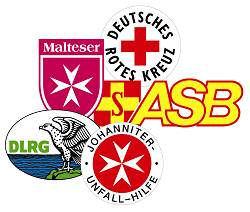 DEUTSCHES
ROTES KREUZ
Malteser
S
ASB
DLRG
JOHANNITER-
UNFALL-HILFE